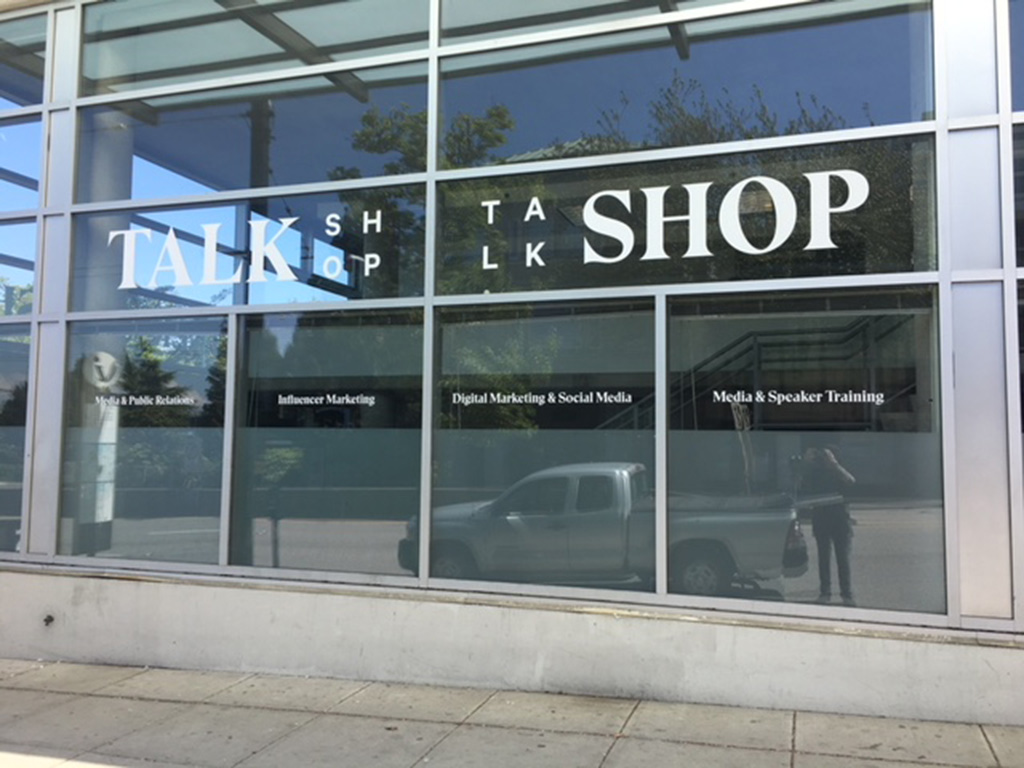 TALK SH
OP
TA
LK SHOP
Media & Public Relations
Influencer Marketing
Digital Marketing & Social Media
Media & Speaker Training